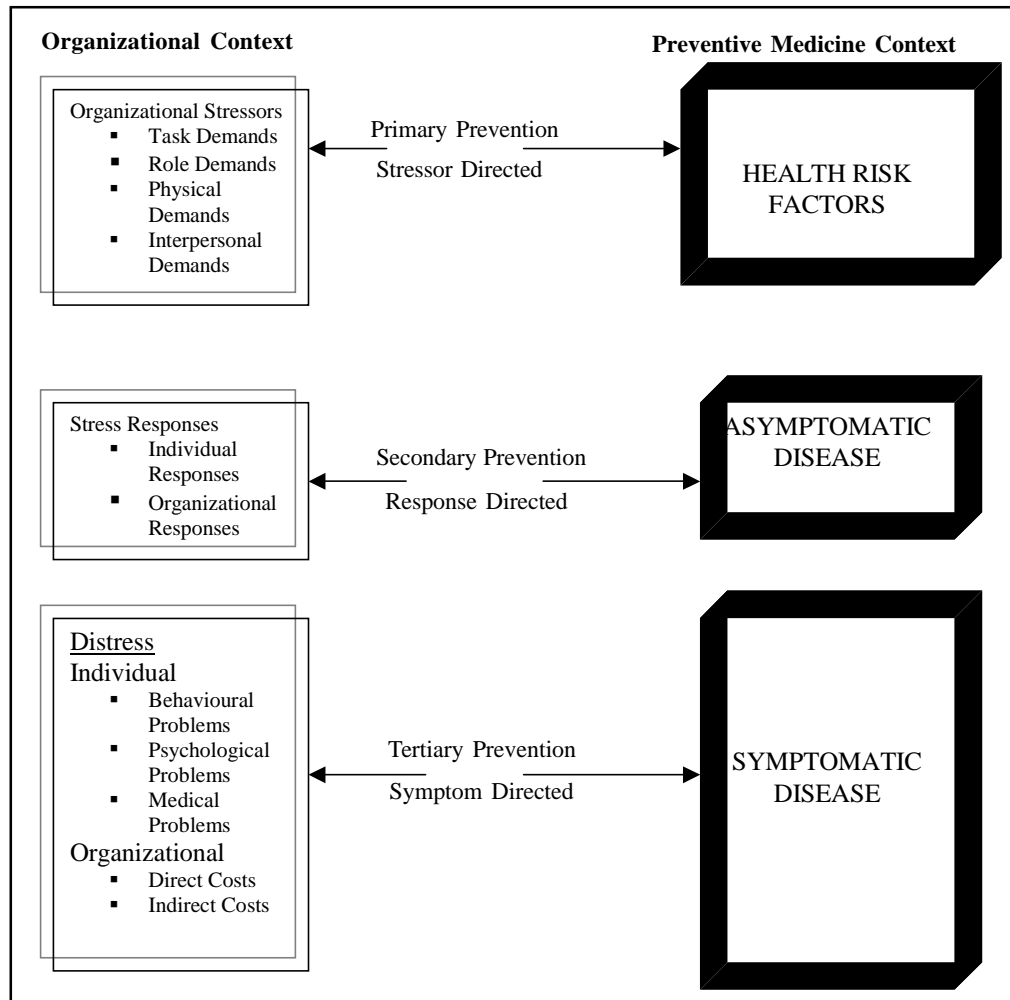 Organizational Context
Preventive Medicine Context
Organizational Stressors
▪ Task Demands
▪ Role Demands
▪ Physical
Demands
▪ Interpersonal
Demands
Primary Prevention
Stressor Directed
HEALTH RISK
FACTORS
Stress Responses
▪ Individual
Responses
▪ Organizational
Responses
Secondary Prevention
Response Directed
ASYMPTOMATIC
DISEASE
Distress
Individual
▪ Behavioural
Problems
▪ Psychological
Problems
▪ Medical
Problems
Organizational
▪ Direct Costs
▪ Indirect Costs
Tertiary Prevention
Symptom Directed
SYMPTOMATIC
DISEASE